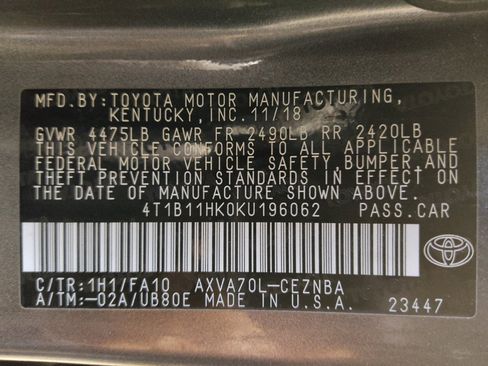 MFD.BY:TOYOTA MOTOR MANUFACTURING,
KENTUCKY, INC. 11/18
GVWR 4475LB GAWR FR 2490LB RR 2420LB
THIS VEHICLE CONFORMS TO ALL APPLICABLE
FEDERAL MOTOR VEHICLE SAFETY, BUMPER, AND
THEFT PREVENTION STANDARDS IN EFFECT ON
THE DATE OF MANUFACTURE SHOWN ABOVE.
4T1B11HK0KU196062 PASS.CAR
C/TR:1H1/FA10 AXVA70L-CEZNBA
A/TM:-02A/UB80E MADE IN U.S.A. 23447